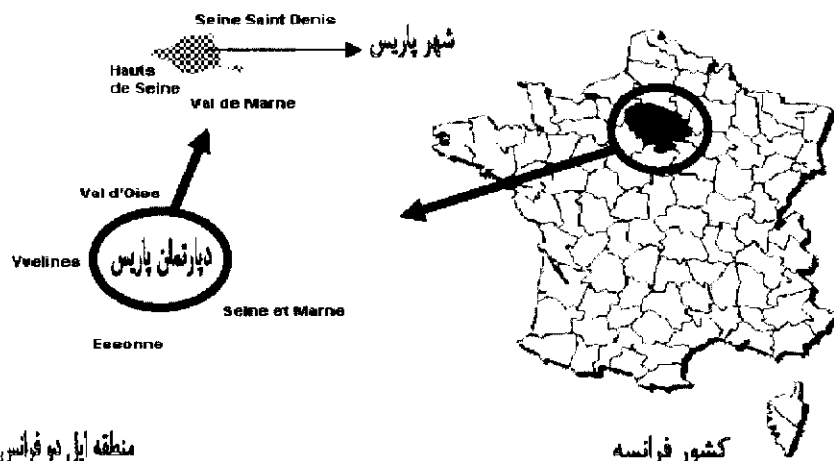 Seine Saint Denis
شهر پاریس
Hauts
de Seine
Val de Marne
Val d'Oise
دپارتمان پاریس
Yvelines
Seine et Marne
Essonne
منطقه ایل دو فرانس
کشور فرانسه